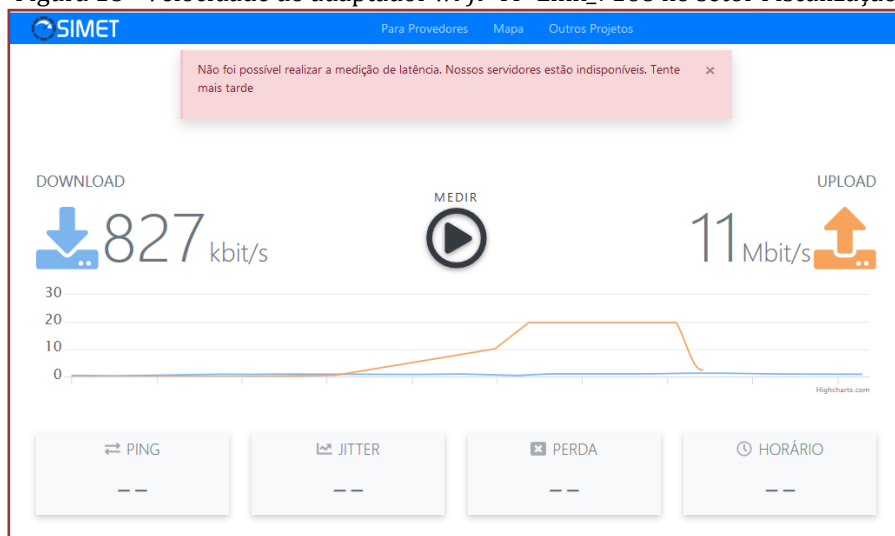 SIMET
Para Provedores Mapa Outros Projetos
Não foi possível realizar a medição de latência. Nossos servidores estão indisponíveis. Tente ×
mais tarde
DOWNLOAD
MEDIR
UPLOAD
827 kbit/s
11 Mbit/s
30
20
10
0
Highcharts.com
PING
JITTER
PERDA
HORÁRIO
--
--
--
--